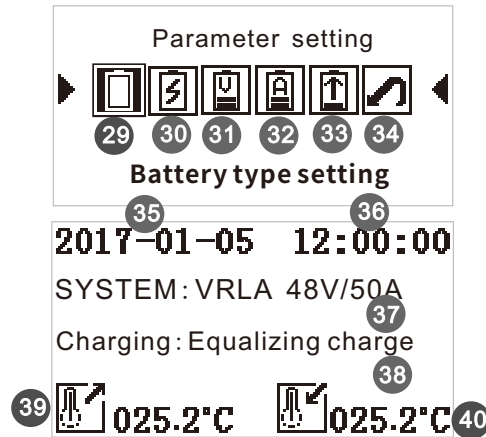 Parameter setting
V A
29 30 31 32 33 34
Battery type setting
35 36
2017-01-05 12:00:00
SYSTEM: VRLA 48V/50A
37
Charging: Equalizing charge
38
39 025.2°C 025.2°C 40